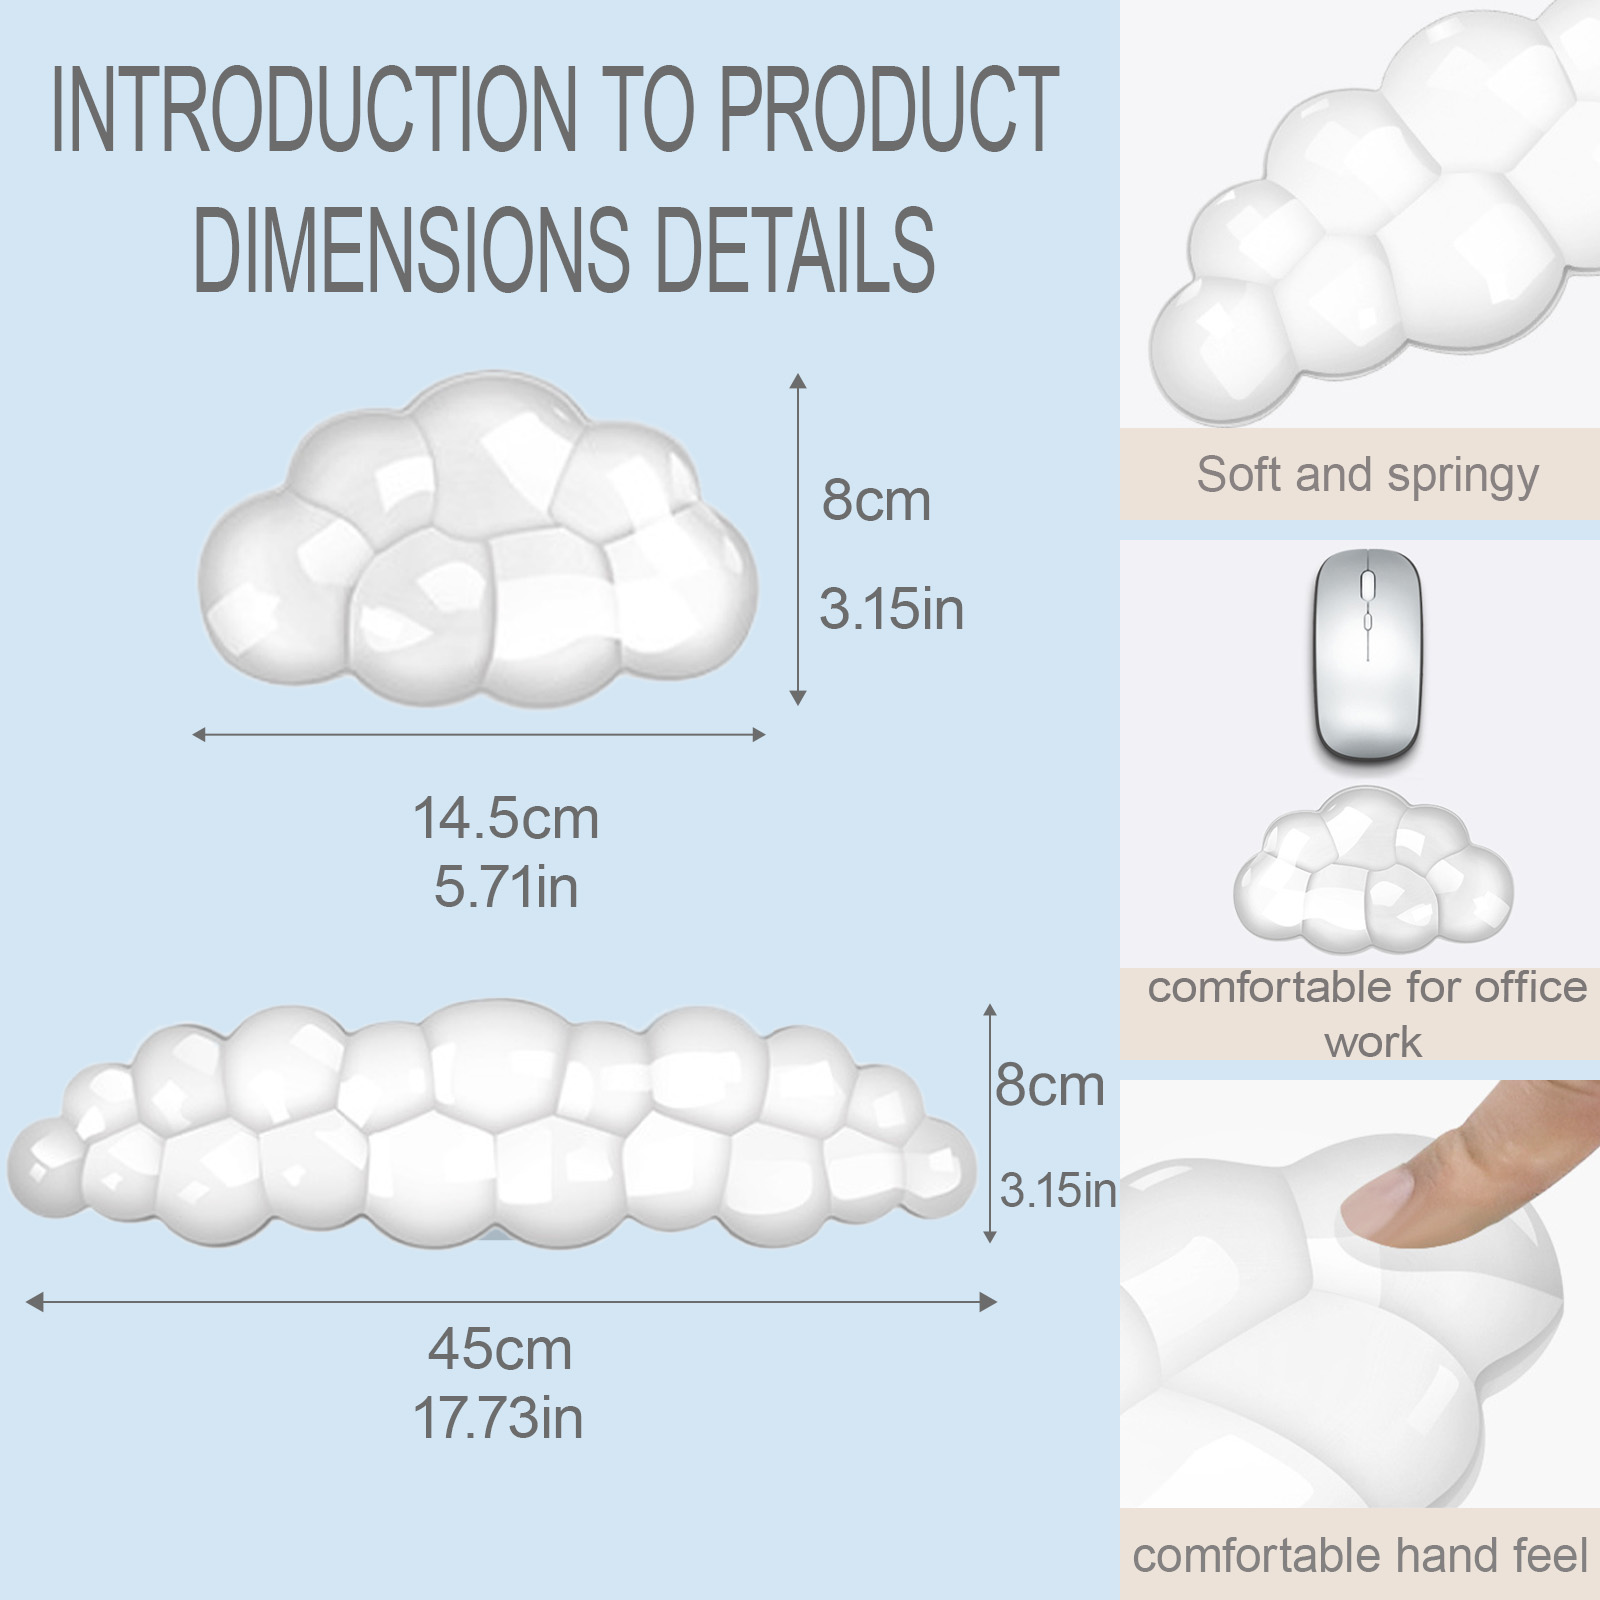 INTRODUCTION TO PRODUCT
DIMENSIONS DETAILS
8cm
3.15in
14.5cm
5.71in
8cm
3.15in
45cm
17.73in
Soft and springy
comfortable for office
work
comfortable hand feel